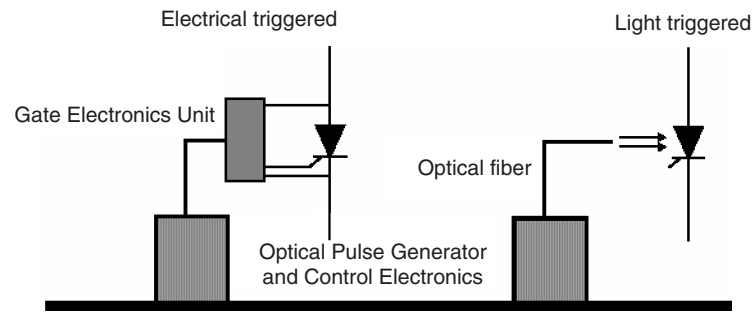 Electrical triggered
Light triggered
Gate Electronics Unit
Optical fiber
Optical Pulse Generator
and Control Electronics